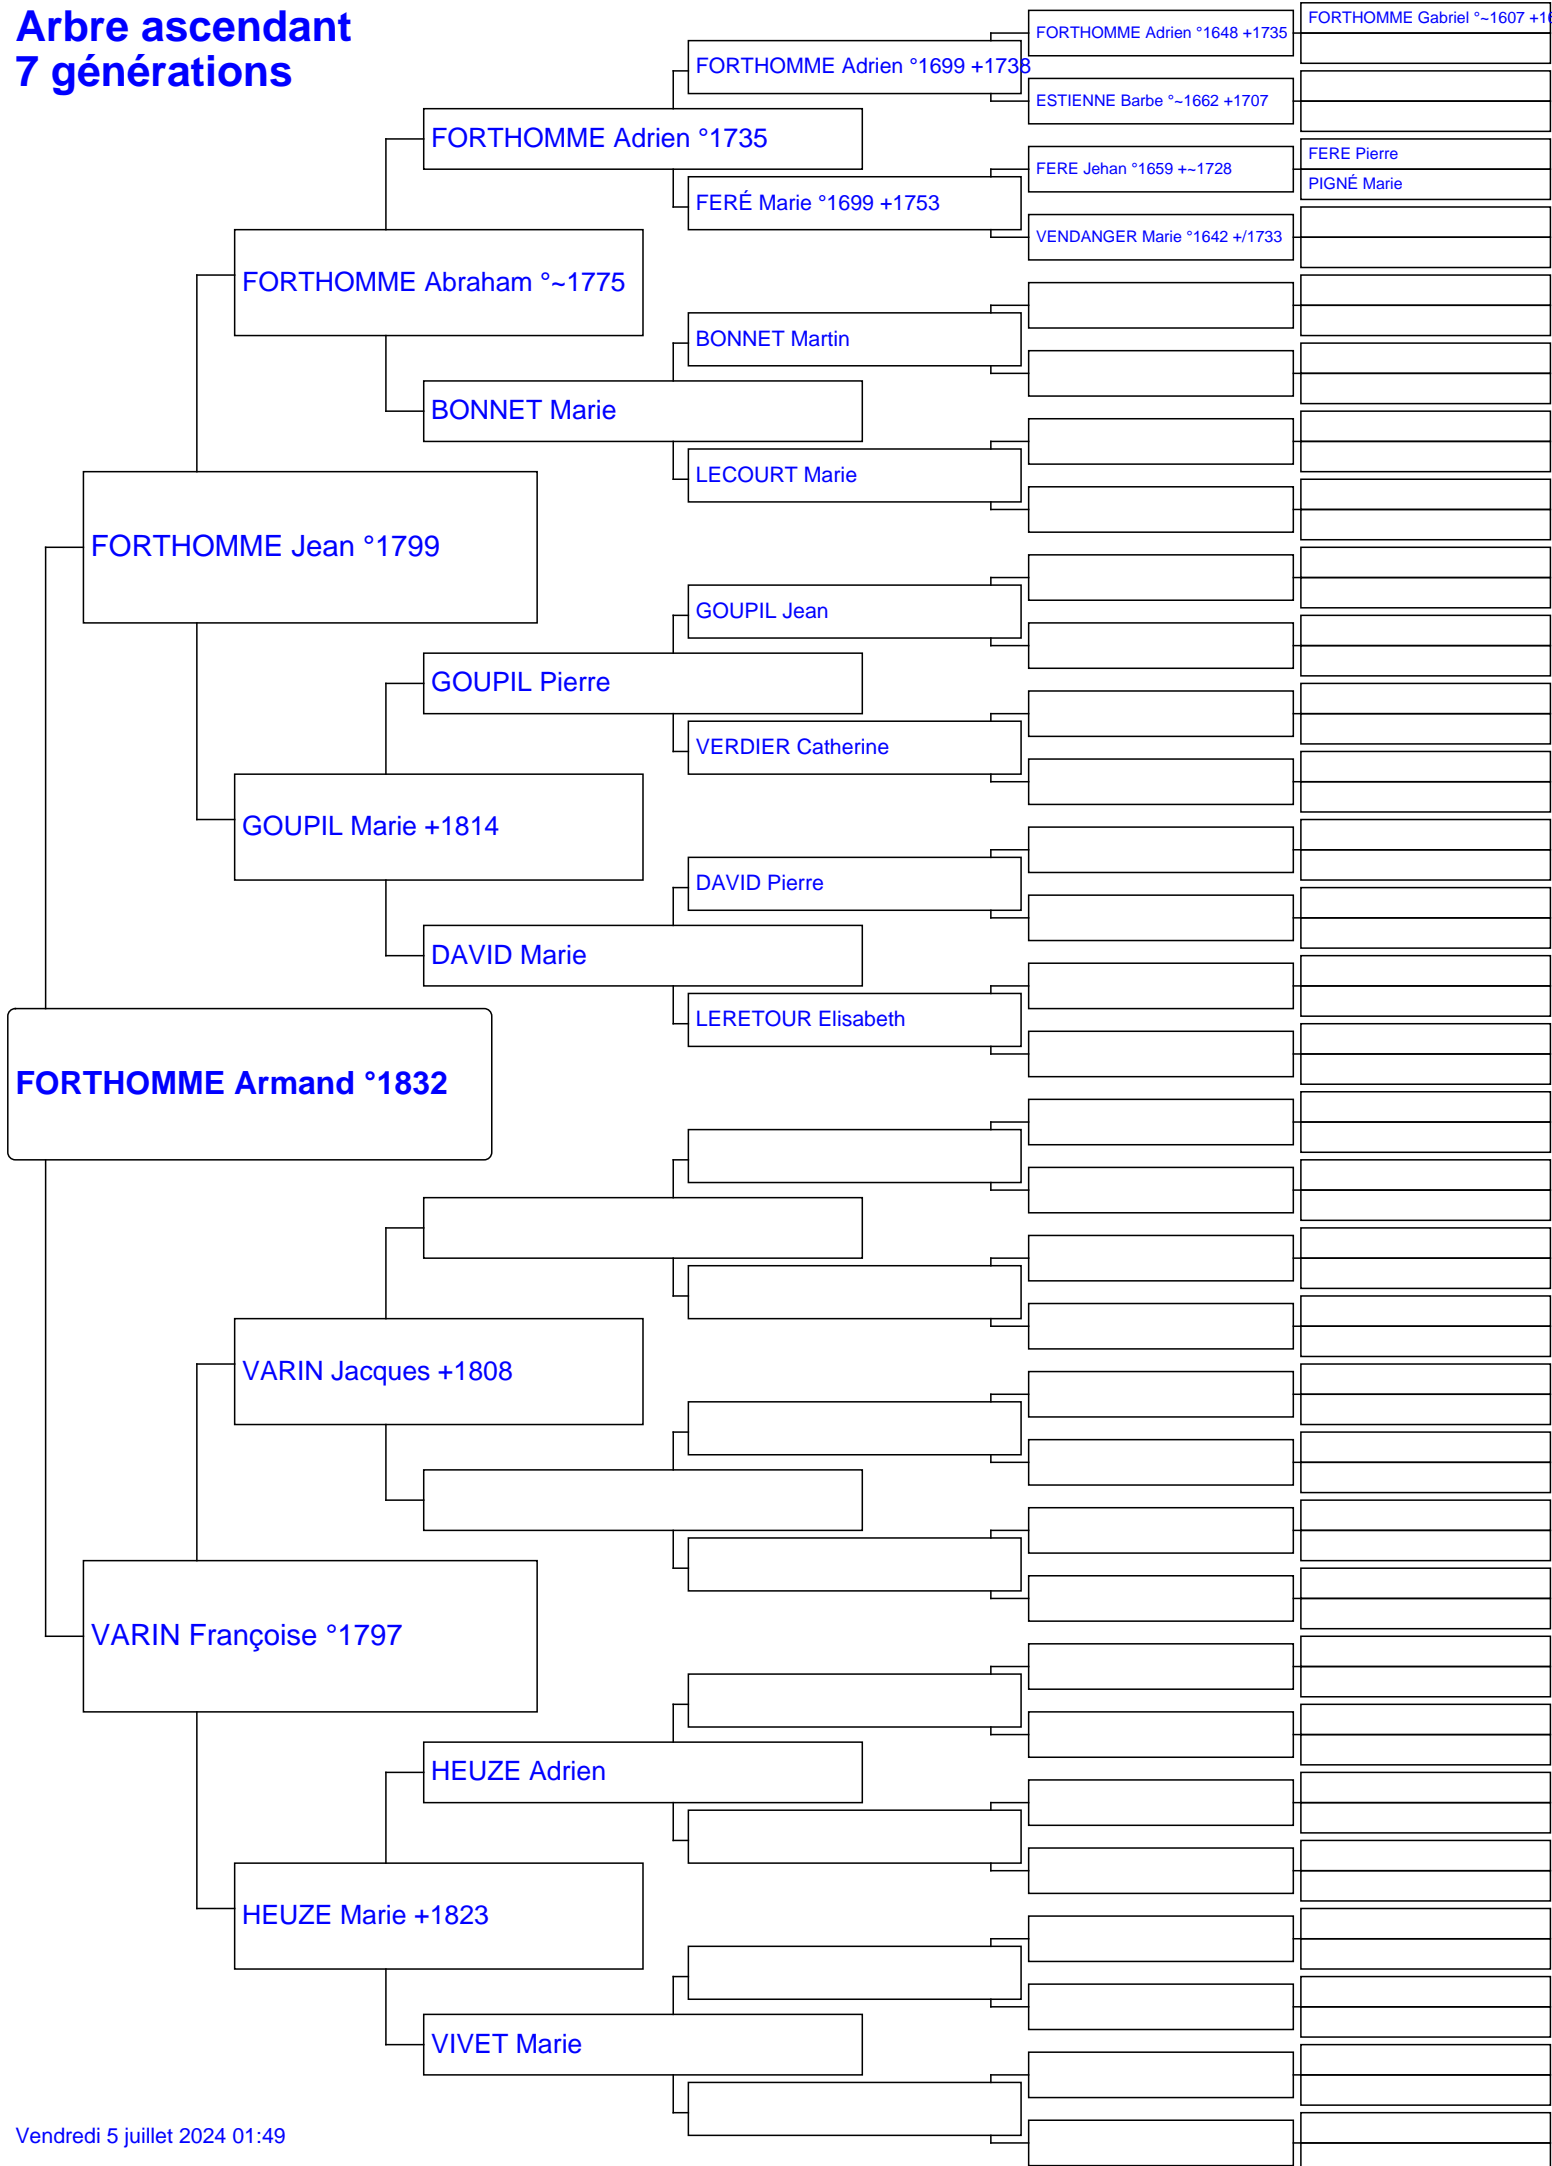 Arbre ascendant
7 générations
FORTHOMME Gabriel °~1607
FORTHOMME Adrien °1648 +1735
FORTHOMME Adrien °1699 +1738
ESTIENNE Barbe °~1662 +1707
FORTHOMME Adrien °1735
FERE Pierre
FERE Jehan °1659 +~1728
PIGNÉ Marie
FERÉ Marie °1699 +1753
VENDANGER Marie °1642 +/1733
FORTHOMME Abraham °~1775
BONNET Martin
BONNET Marie
LECOURT Marie
FORTHOMME Jean °1799
GOUPIL Jean
GOUPIL Pierre
VERDIER Catherine
GOUPIL Marie +1814
DAVID Pierre
DAVID Marie
LERETOUR Elisabeth
FORTHOMME Armand °1832
VARIN Jacques +1808
VARIN Françoise °1797
HEUZE Adrien
HEUZE Marie +1823
VIVET Marie
Vendredi 5 juillet 2024 01:49